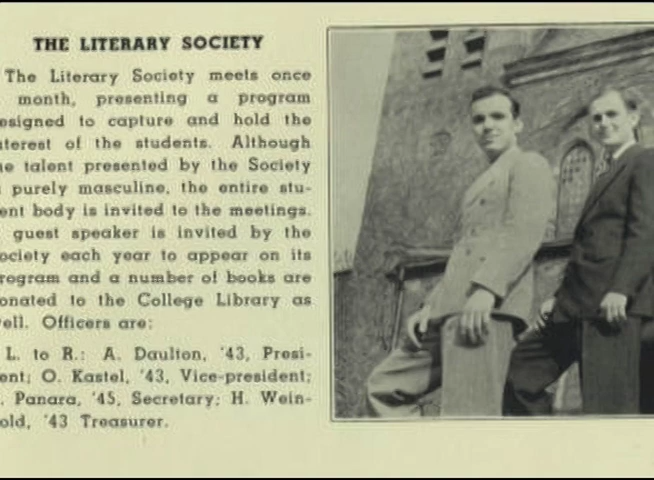 THE LITERARY SOCIETY
The Literary Society meets once
month, presenting a program
esigned to capture and hold the
nterest of the students. Although
he talent presented by the Society
purely masculine, the entire stu-
ent body is invited to the meetings.
guest speaker is invited by the
ociety each year to appear on its
rogram and a number of books are
onated to the College Library as
ell. Officers are:
L. to R.: A. Daulton, '43, Presi-
ent; O. Kastel, '43, Vice-president;
. Panara, '45, Secretary; H. Wein-
old, '43 Treasurer.